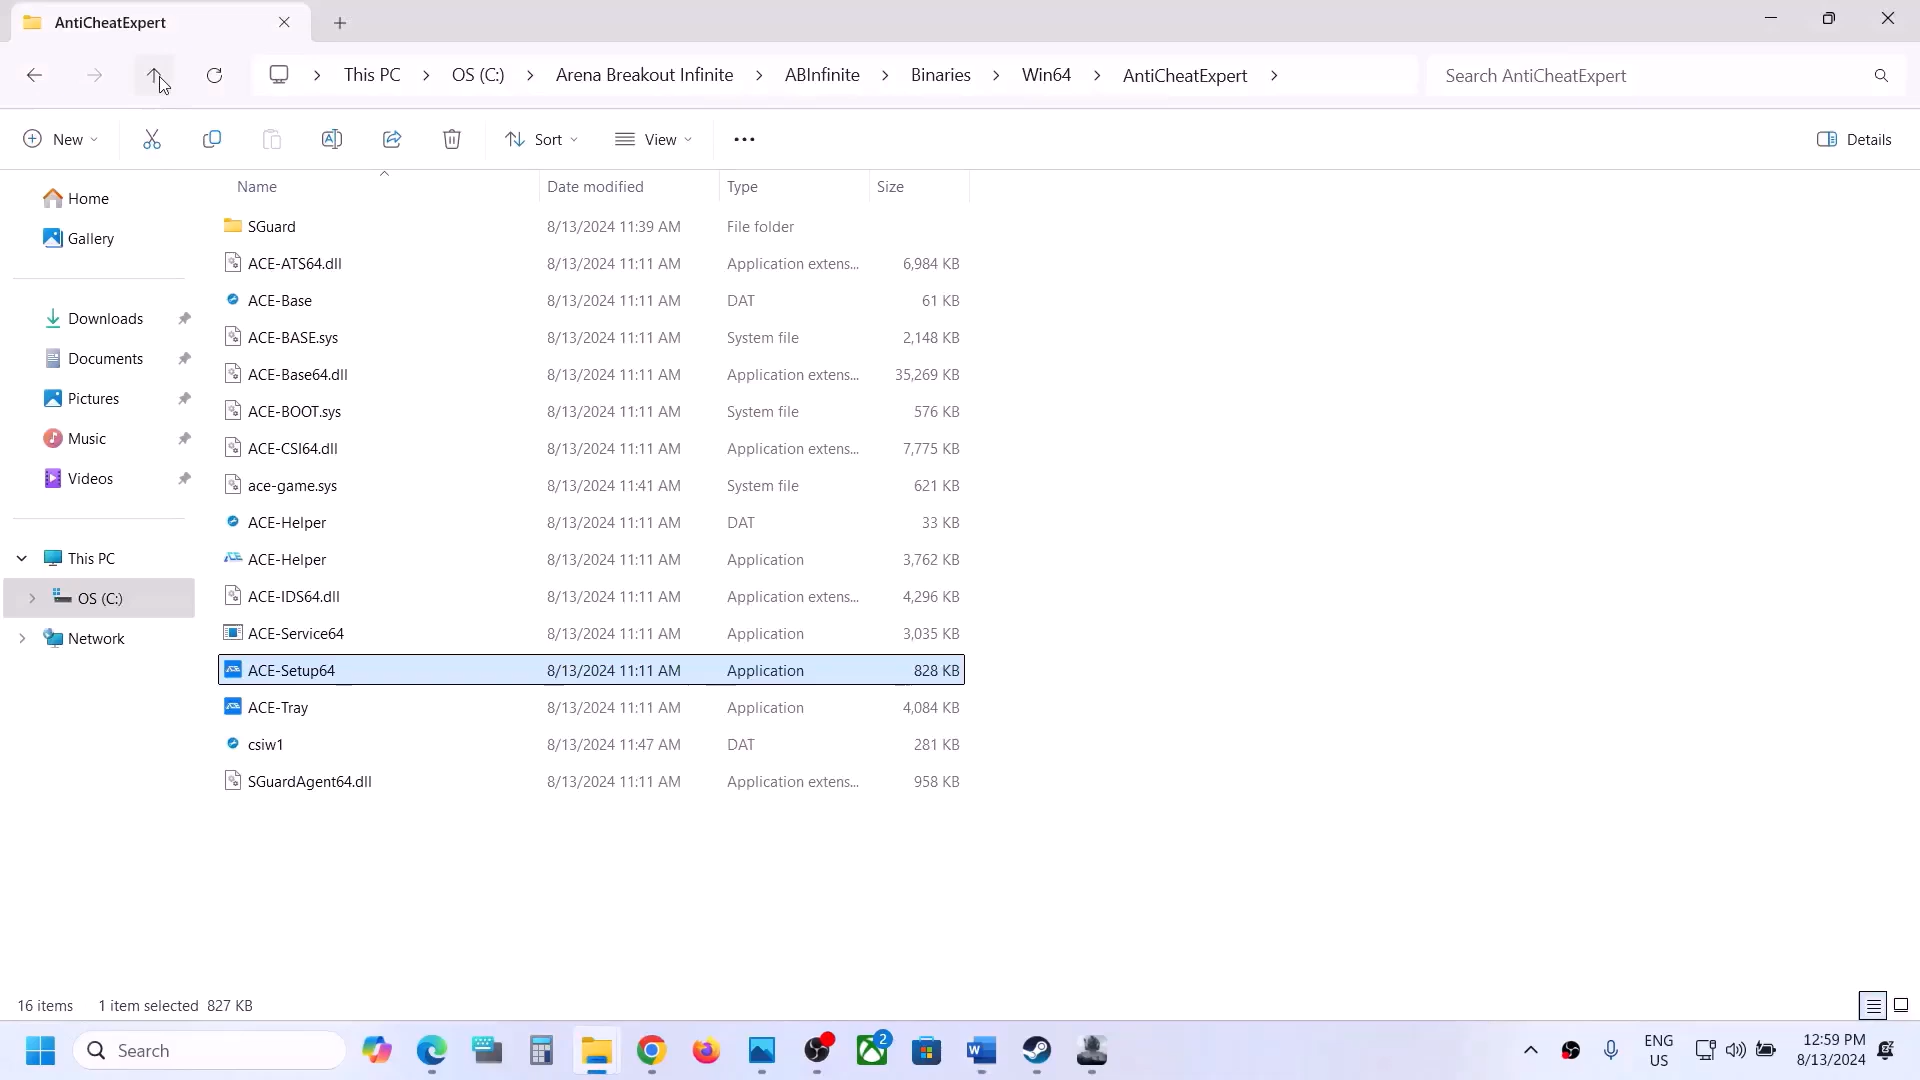 AntiCheatExpert
This PC > OS (C:) > Arena Breakout Infinite > ABInfinite > Binaries > Win64 > AntiCheatExpert >
Search AntiCheatExpert
New
Sort
View
Details
Name Date modified Type Size
Home
Gallery
Downloads
Documents
Pictures
Music
Videos
This PC
OS (C:)
Network
SGuard 8/13/2024 11:39 AM File folder
ACE-ATS64.dll 8/13/2024 11:11 AM Application extens... 6,984 KB
ACE-Base 8/13/2024 11:11 AM DAT 61 KB
ACE-BASE.sys 8/13/2024 11:11 AM System file 2,148 KB
ACE-Base64.dll 8/13/2024 11:11 AM Application extens... 35,269 KB
ACE-BOOT.sys 8/13/2024 11:11 AM System file 576 KB
ACE-CSI64.dll 8/13/2024 11:11 AM Application extens... 7,775 KB
ace-game.sys 8/13/2024 11:41 AM System file 621 KB
ACE-Helper 8/13/2024 11:11 AM DAT 33 KB
ACE-Helper 8/13/2024 11:11 AM Application 3,762 KB
ACE-IDS64.dll 8/13/2024 11:11 AM Application extens... 4,296 KB
ACE-Service64 8/13/2024 11:11 AM Application 3,035 KB
ACE-Setup64 8/13/2024 11:11 AM Application 828 KB
ACE-Tray 8/13/2024 11:11 AM Application 4,084 KB
csiw1 8/13/2024 11:47 AM DAT 281 KB
SGuardAgent64.dll 8/13/2024 11:11 AM Application extens... 958 KB
16 items 1 item selected 827 KB
Search
2
ENG
US
12:59 PM
8/13/2024